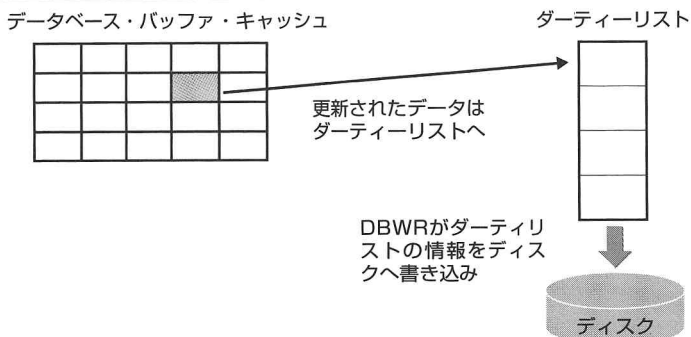 データベース・バッファ・キャッシュ
ダーティーリスト
更新されたデータは
ダーティーリストへ
DBWRがダーティリ
ストの情報をディス
クへ書き込み
ディスク